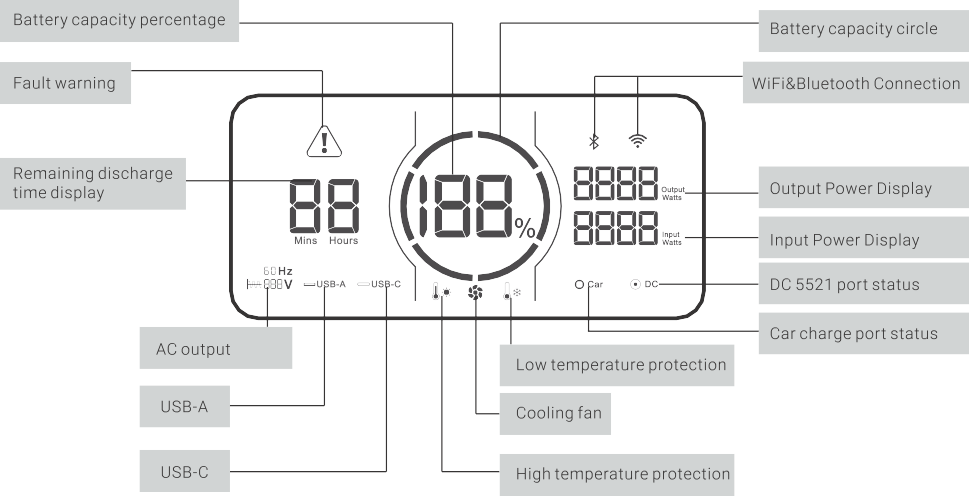 Battery capacity percentage
Battery capacity circle
Fault warning
WiFi&Bluetooth Connection
Remaining discharge
time display
Output Power Display
Input Power Display
DC 5521 port status
Car charge port status
88
Mins Hours
188%
8888 Output
Watts
8888 Input
Watts
60Hz
888V
USB-A
USB-C
Car
DC
AC output
USB-A
USB-C
Low temperature protection
Cooling fan
High temperature protection